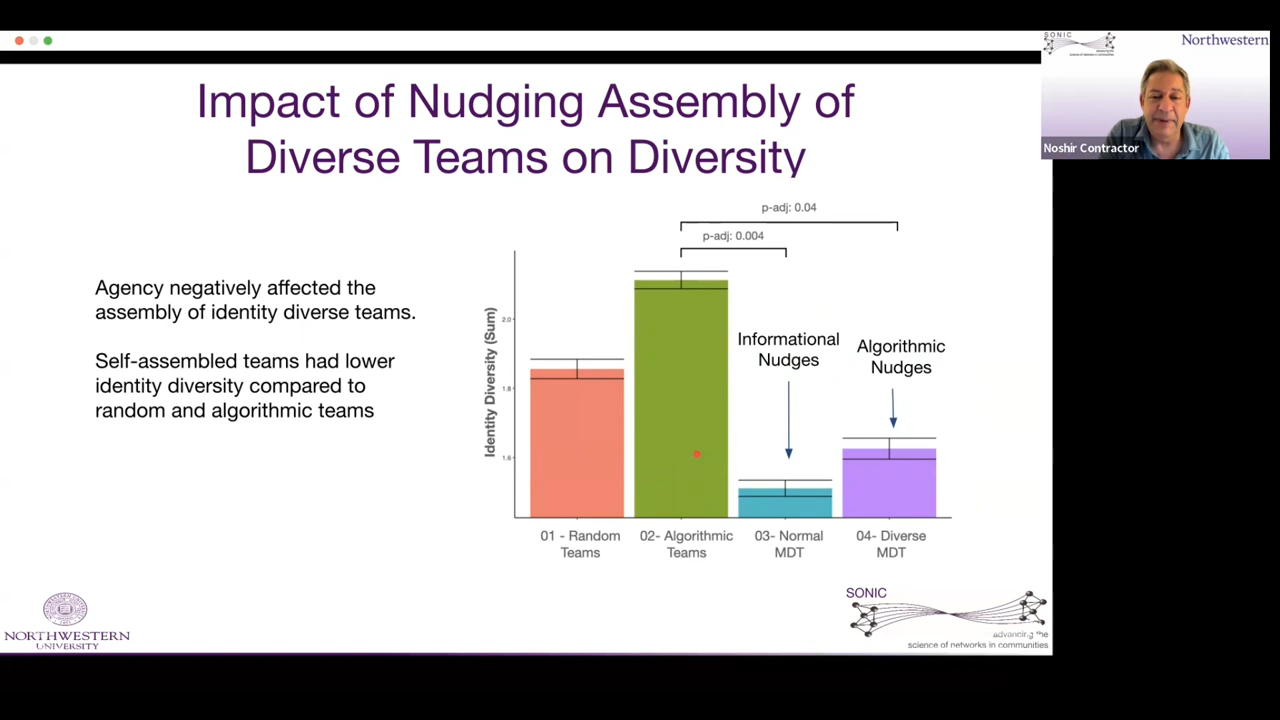 SONIC
Northwestern
Noshir Contractor
Impact of Nudging Assembly of
Diverse Teams on Diversity
Agency negatively affected the
assembly of identity diverse teams.
Self-assembled teams had lower
identity diversity compared to
random and algorithmic teams
p-adj: 0.04
p-adj: 0.004
Identity Diversity (Sum)
2.0
1.8
1.6
Informational
Nudges
Algorithmic
Nudges
01 - Random
Teams
02- Algorithmic
Teams
03- Normal
MDT
04- Diverse
MDT
NORTHWESTERN
UNIVERSITY
SONIC
advancing the
science of networks in communities